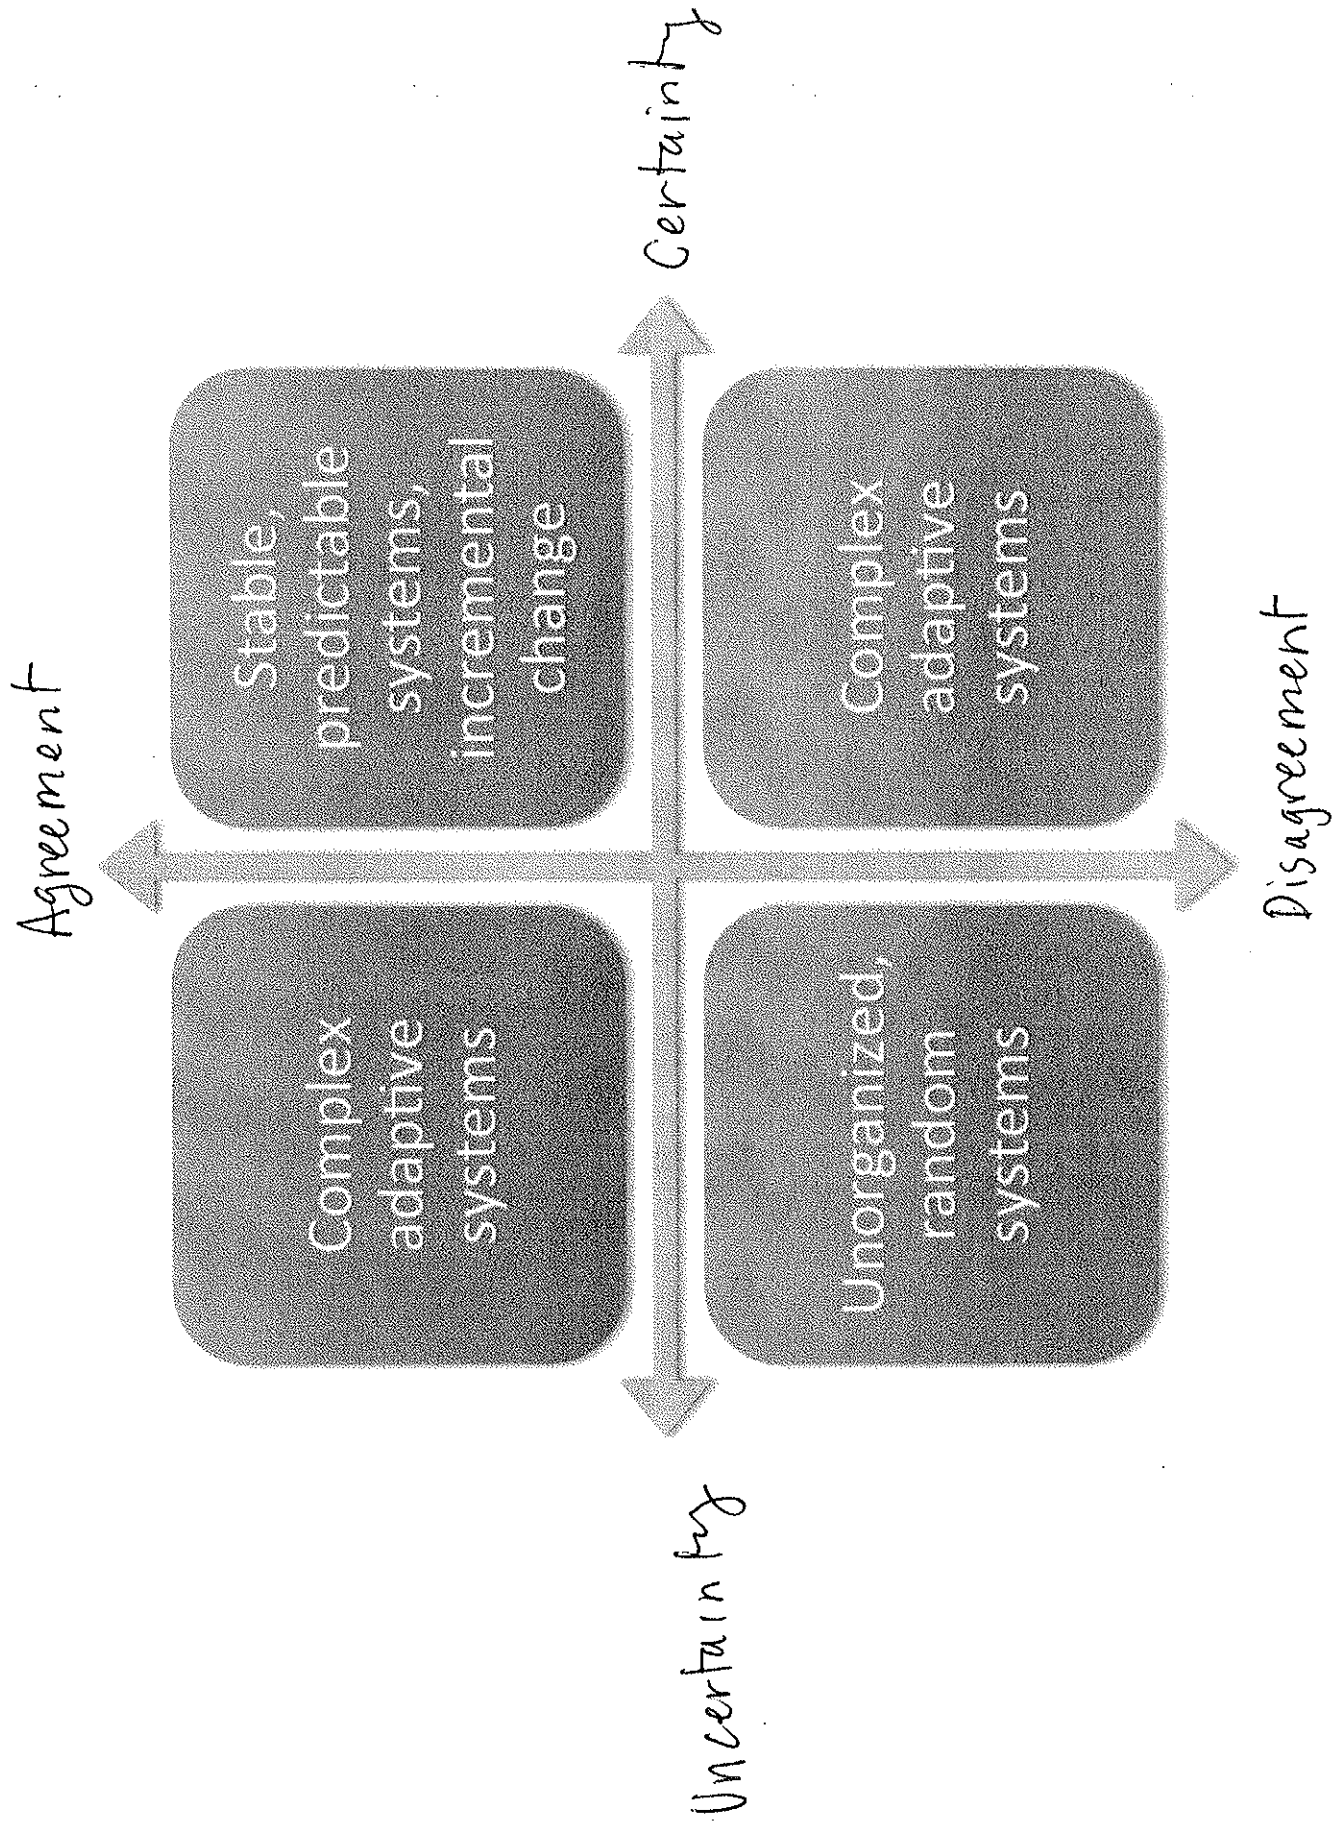 Agreement
Complex
adaptive
systems
Stable,
predictable
systems,
incremental
change
Uncertainty
Certainty
Unorganized,
random
systems
Complex
adaptive
systems
Disagreement